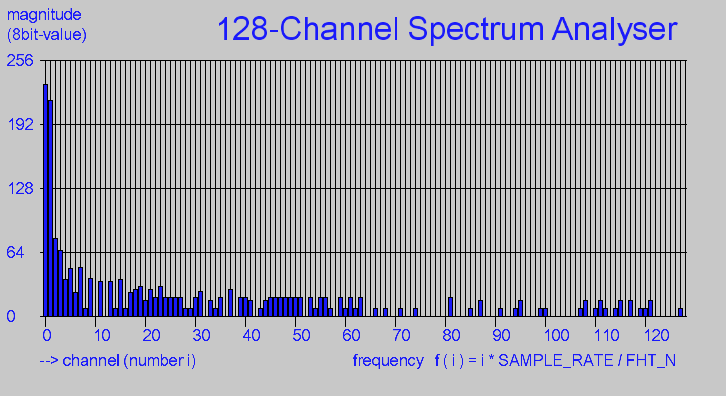 magnitude
(8bit-value)
128-Channel Spectrum Analyser
256
192
128
64
0
0 10 20 30 40 50 60 70 80 90 100 110 120
--> channel (number i)
frequency f ( i ) = i * SAMPLE_RATE / FHT_N